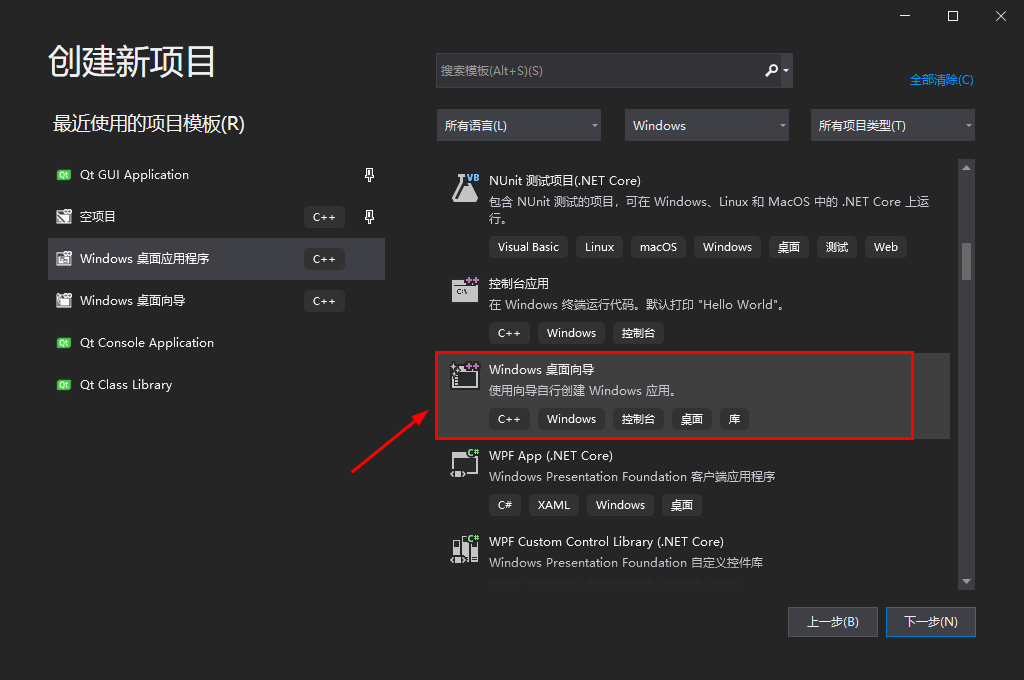 创建新项目
最近使用的项目模板(R)
Qt GUI Application
空项目 C++
Windows 桌面应用程序 C++
Windows 桌面向导 C++
Qt Console Application
Qt Class Library
搜索模板(Alt+S)(S)
全部清除(C)
所有语言(L) Windows 所有项目类型(T)
NUnit 测试项目(.NET Core)
包含 NUnit 测试的项目，可在 Windows、Linux 和 MacOS 中的 .NET Core 上运
行。
Visual Basic Linux macOS Windows 桌面 测试 Web
控制台应用
在 Windows 终端运行代码。默认打印 "Hello World"。
C++ Windows 控制台
Windows 桌面向导
使用向导自行创建 Windows 应用。
C++ Windows 控制台 桌面 库
WPF App (.NET Core)
Windows Presentation Foundation 客户端应用程序
C# XAML Windows 桌面
WPF Custom Control Library (.NET Core)
Windows Presentation Foundation 自定义控件库
上一步(B) 下一步(N)